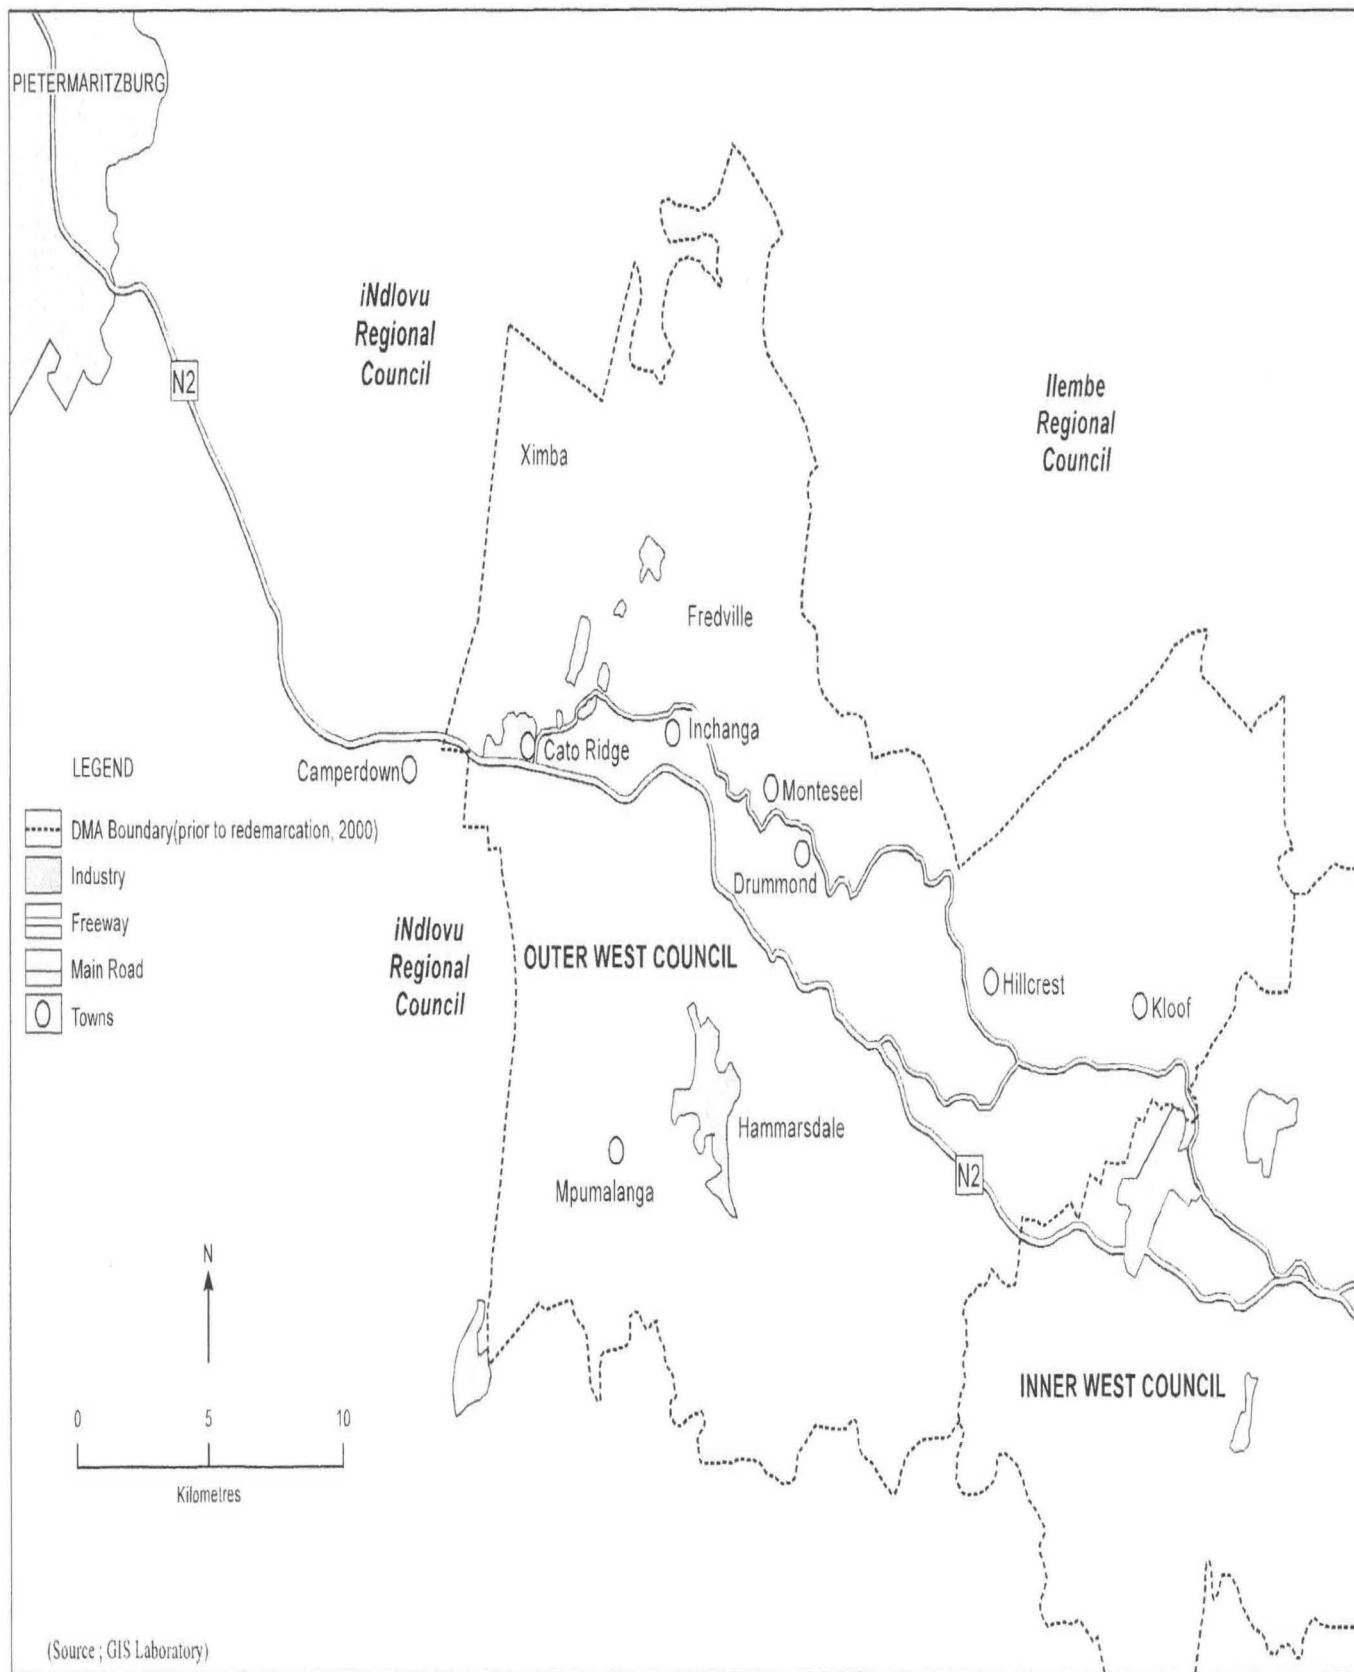 PIETERMARITZBURG
iNdlovu
Regional
Council
N2
Ilembe
Regional
Council
Ximba
Fredville
Inchanga
Cato Ridge
Camperdown
Monteseel
Drummond
LEGEND
DMA Boundary(prior to redemarcation, 2000)
Industry
Freeway
Main Road
Towns
iNdlovu
Regional
Council
OUTER WEST COUNCIL
Hillcrest
Kloof
Hammarsdale
Mpumalanga
N2
N
INNER WEST COUNCIL
0 5 10
Kilometres
(Source ; GIS Laboratory)